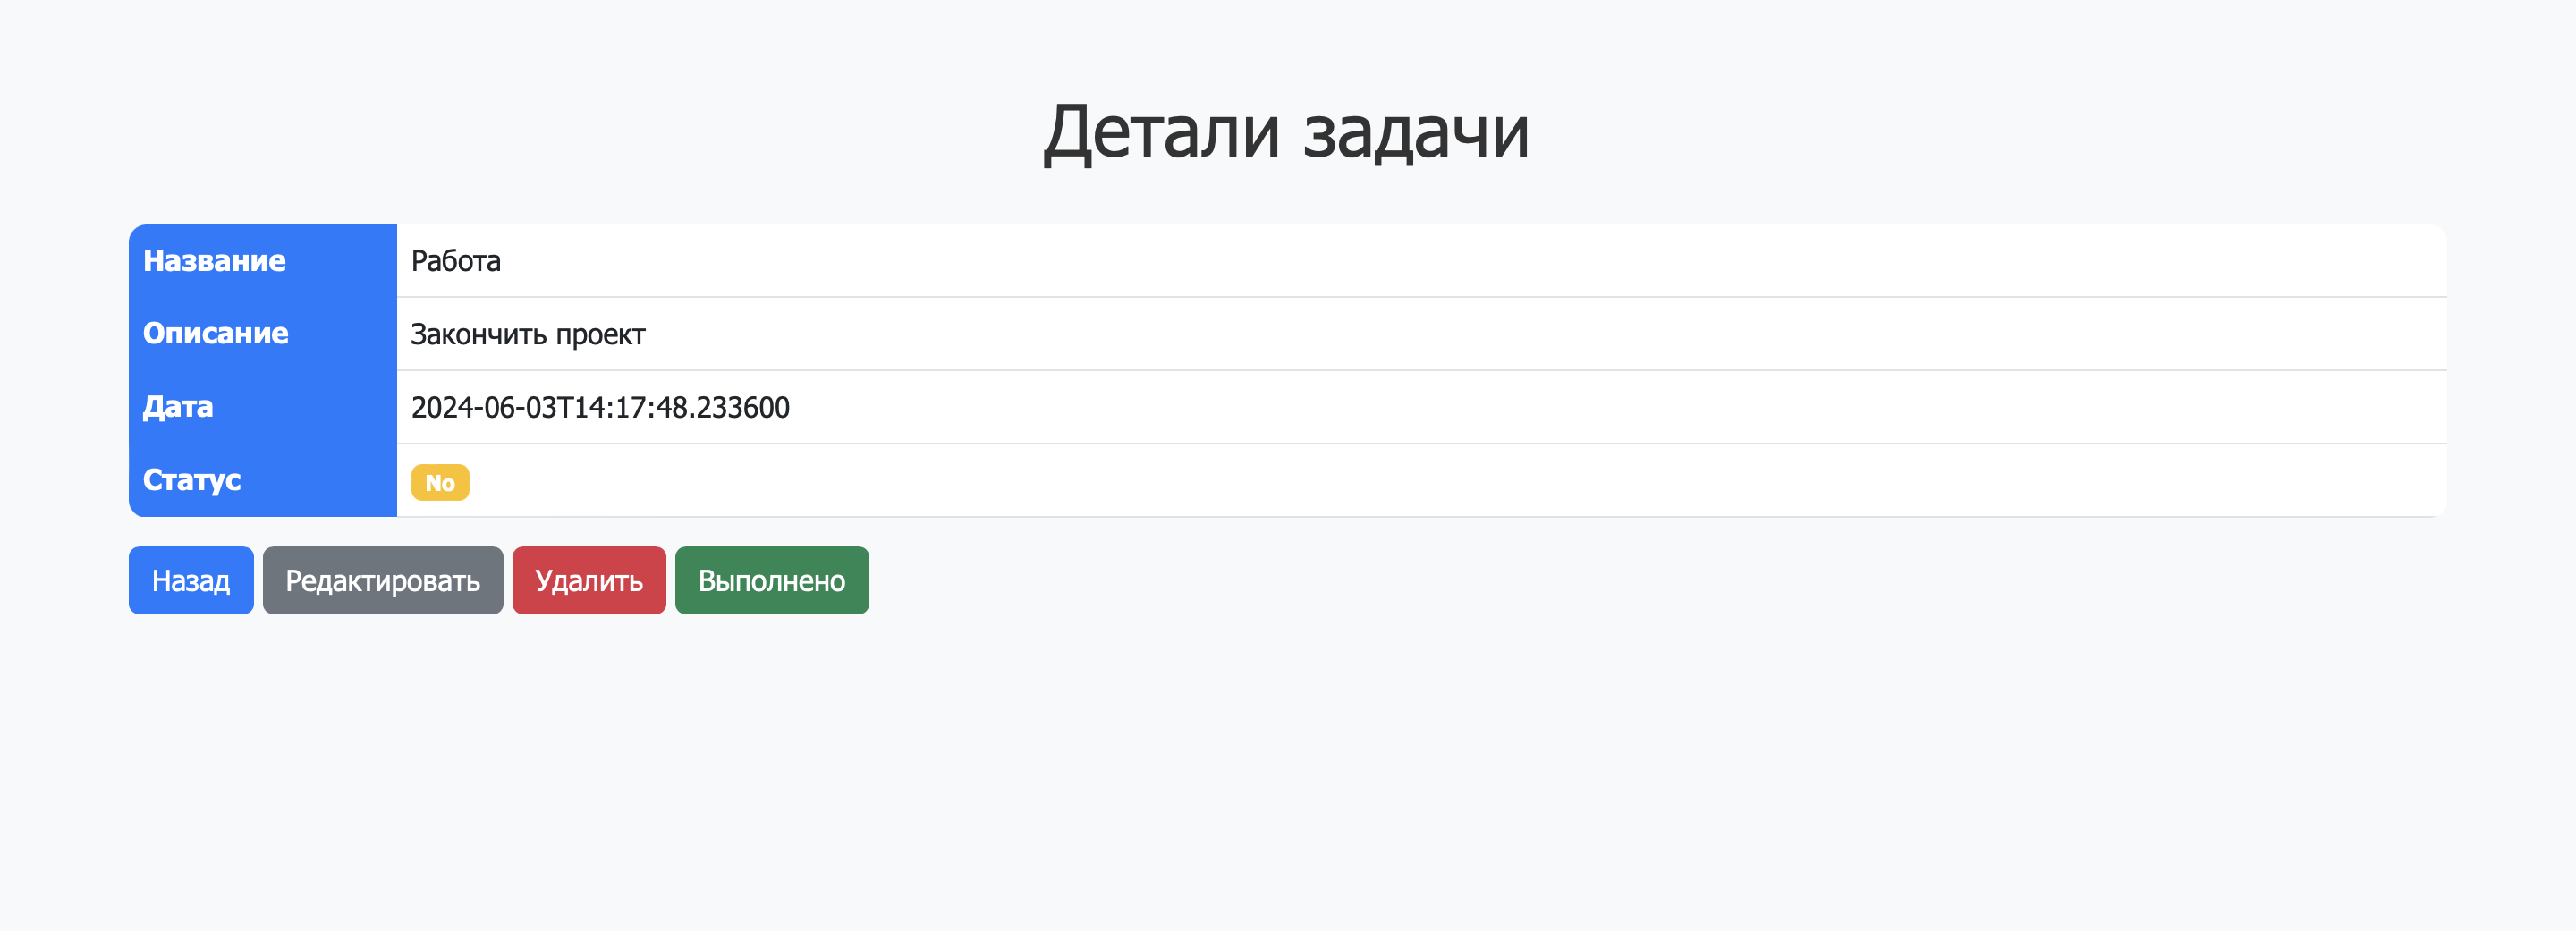 Детали задачи
Название Работа
Описание Закончить проект
Дата 2024-06-03T14:17:48.233600
Статус No
Назад Редактировать Удалить Выполнено